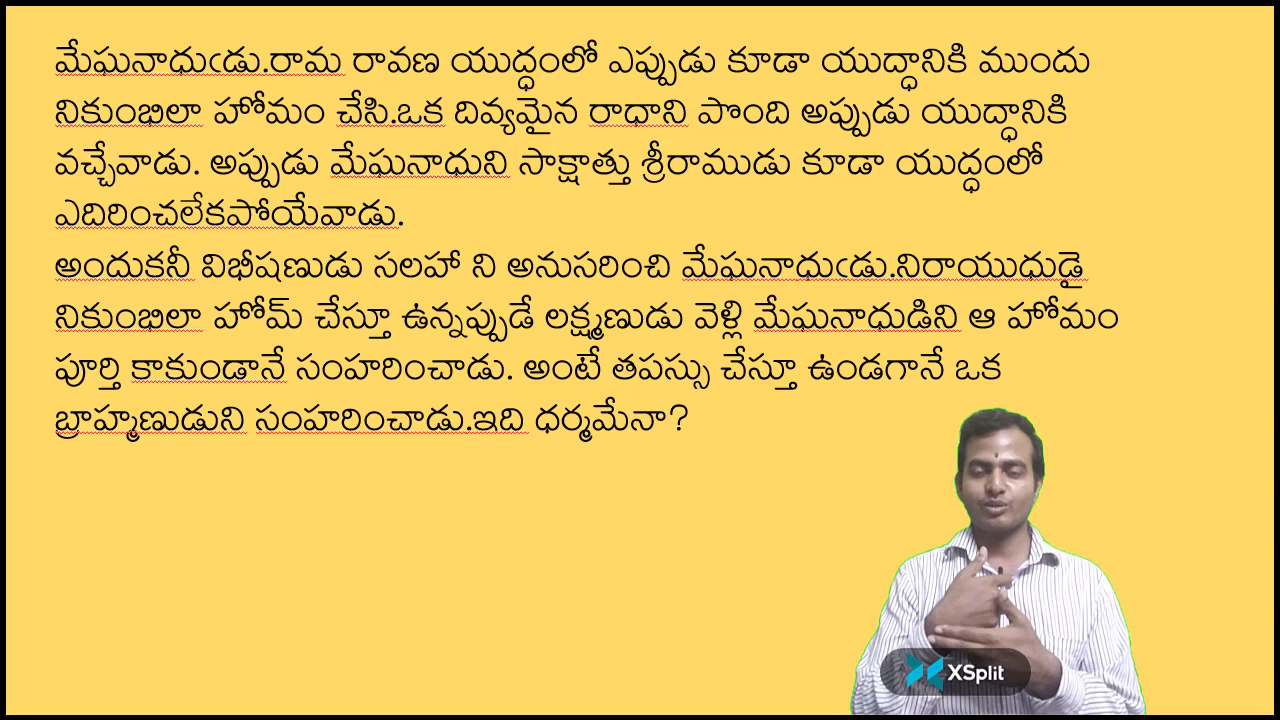 మేఘనాధుఁడు.రామ రావణ యుద్ధంలో ఎప్పుడు కూడా యుద్ధానికి ముందు
నికుంభిలా హోమం చేసి.ఒక దివ్యమైన రాధాని పొంది అప్పుడు యుద్ధానికి
వచ్చేవాడు. అప్పుడు మేఘనాధుని సాక్షాత్తు శ్రీరాముడు కూడా యుద్ధంలో
ఎదిరించలేకపోయేవాడు.
అందుకనీ విభీషణుడు సలహా ని అనుసరించి మేఘనాధుఁడు.నిరాయుధుడై
నికుంభిలా హోమ్ చేస్తూ ఉన్నప్పుడే లక్ష్మణుడు వెళ్లి మేఘనాధుడిని ఆ హోమం
పూర్తి కాకుండానే సంహరించాడు. అంటే తపస్సు చేస్తూ ఉండగానే ఒక
బ్రాహ్మణుడుని సంహరించాడు.ఇది ధర్మమేనా?
XSplit